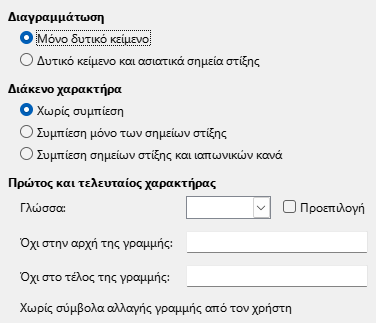 Διαγραμμάτωση
Μόνο δυτικό κείμενο
Δυτικό κείμενο και ασιατικά σημεία στίξης
Διάκενο χαρακτήρα
Χωρίς συμπίεση
Συμπίεση μόνο των σημείων στίξης
Συμπίεση σημείων στίξης και ιαπωνικών κανά
Πρώτος και τελευταίος χαρακτήρας
Γλώσσα: Προεπιλογή
Όχι στην αρχή της γραμμής:
Όχι στο τέλος της γραμμής:
Χωρίς σύμβολα αλλαγής γραμμής από τον χρήστη